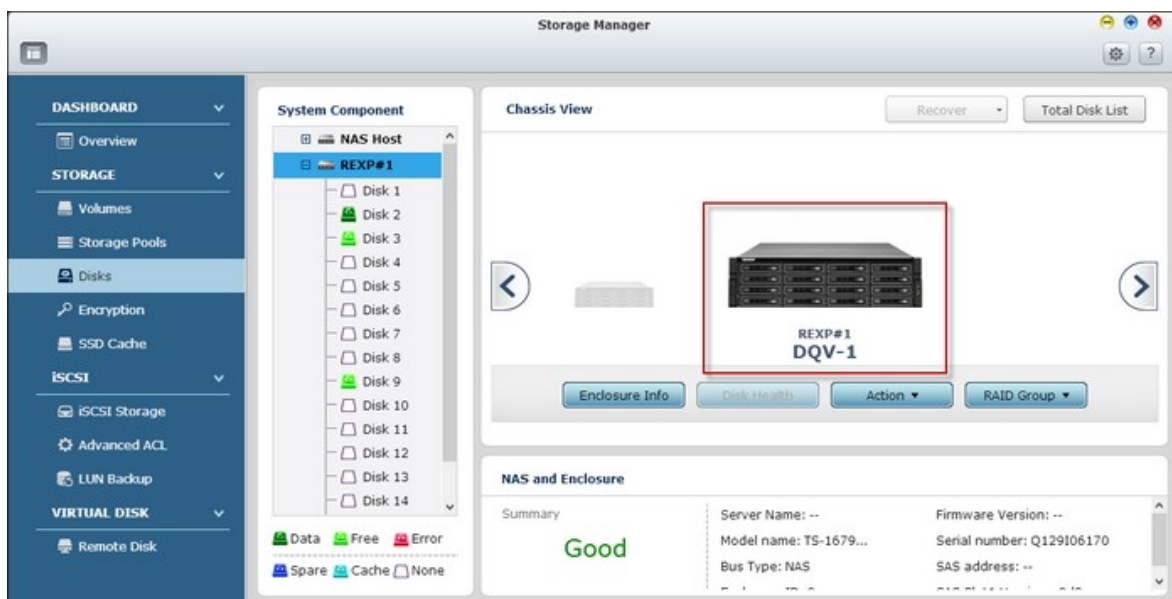 Storage Manager
DASHBOARD
Overview
STORAGE
Volumes
Storage Pools
Disks
Encryption
SSD Cache
iSCSI
iSCSI Storage
Advanced ACL
LUN Backup
VIRTUAL DISK
Remote Disk
System Component
NAS Host
REXP#1
Disk 1
Disk 2
Disk 3
Disk 4
Disk 5
Disk 6
Disk 7
Disk 8
Disk 9
Disk 10
Disk 11
Disk 12
Disk 13
Disk 14
Data Free Error
Spare Cache None
Chassis View
Recover
Total Disk List
REXP#1
DQV-1
Enclosure Info Disk Health Action RAID Group
NAS and Enclosure
Summary
Good
Server Name: --
Model name: TS-1679...
Bus Type: NAS
Firmware Version: --
Serial number: Q129I06170
SAS address: --